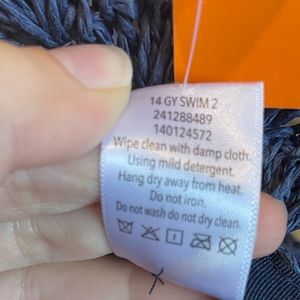 14 GY SWIM 2
241288489
140124572
Wipe clean with damp cloth.
Using mild detergent.
Hang dry away from heat.
Do not iron.
Do not wash do not dry clean.